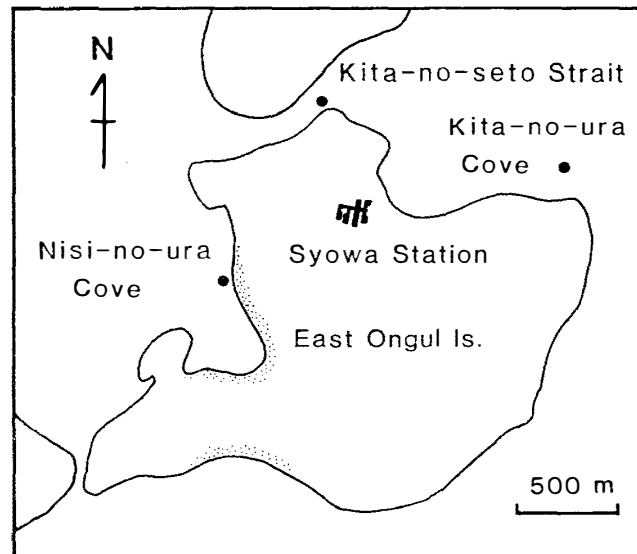 N
Kita-no-seto Strait
Kita-no-ura
Cove
Nisi-no-ura
Cove
Syowa Station
East Ongul Is.
500 m